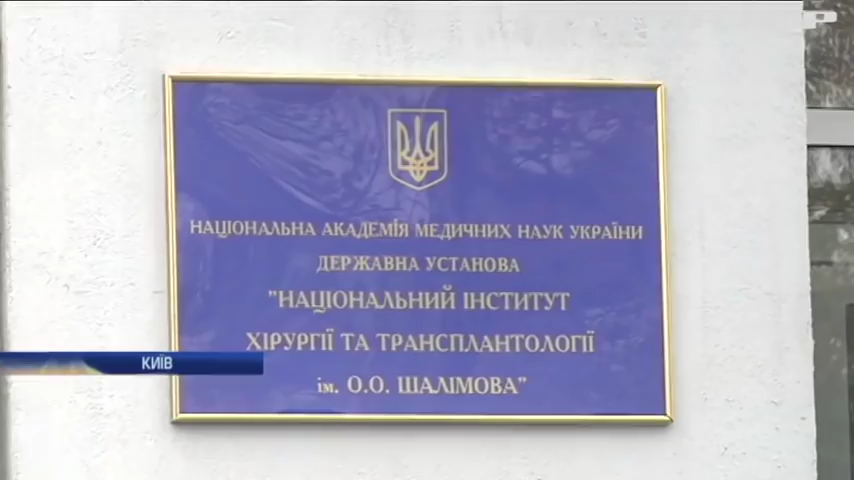 НАЦІОНАЛЬНА АКАДЕМІЯ МЕДИЧНИХ НАУК УКРАЇНИ
ДЕРЖАВНА УСТАНОВА
"НАЦІОНАЛЬНИЙ ІНСТИТУТ
ХІРУРГІЇ ТА ТРАНСПЛАНТОЛОГІЇ
ім. О.О. ШАЛІМОВА"
КИЇВ